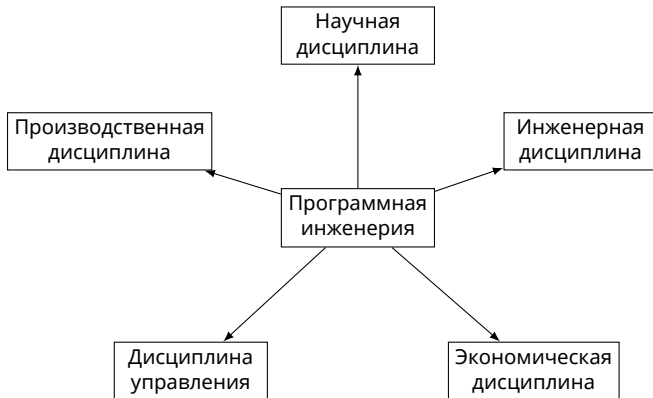 Научная
дисциплина
Производственная
дисциплина
Инженерная
дисциплина
Программная
инженерия
Дисциплина
управления
Экономическая
дисциплина